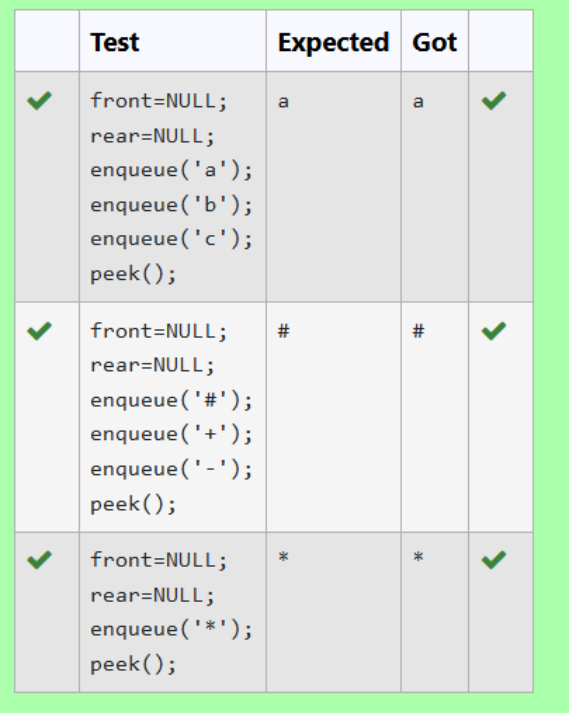 Test Expected Got
front=NULL; a a
rear=NULL;
enqueue('a');
enqueue('b');
enqueue('c');
peek();
front=NULL; # #
rear=NULL;
enqueue('#');
enqueue('+');
enqueue('-');
peek();
front=NULL; * *
rear=NULL;
enqueue('*');
peek();